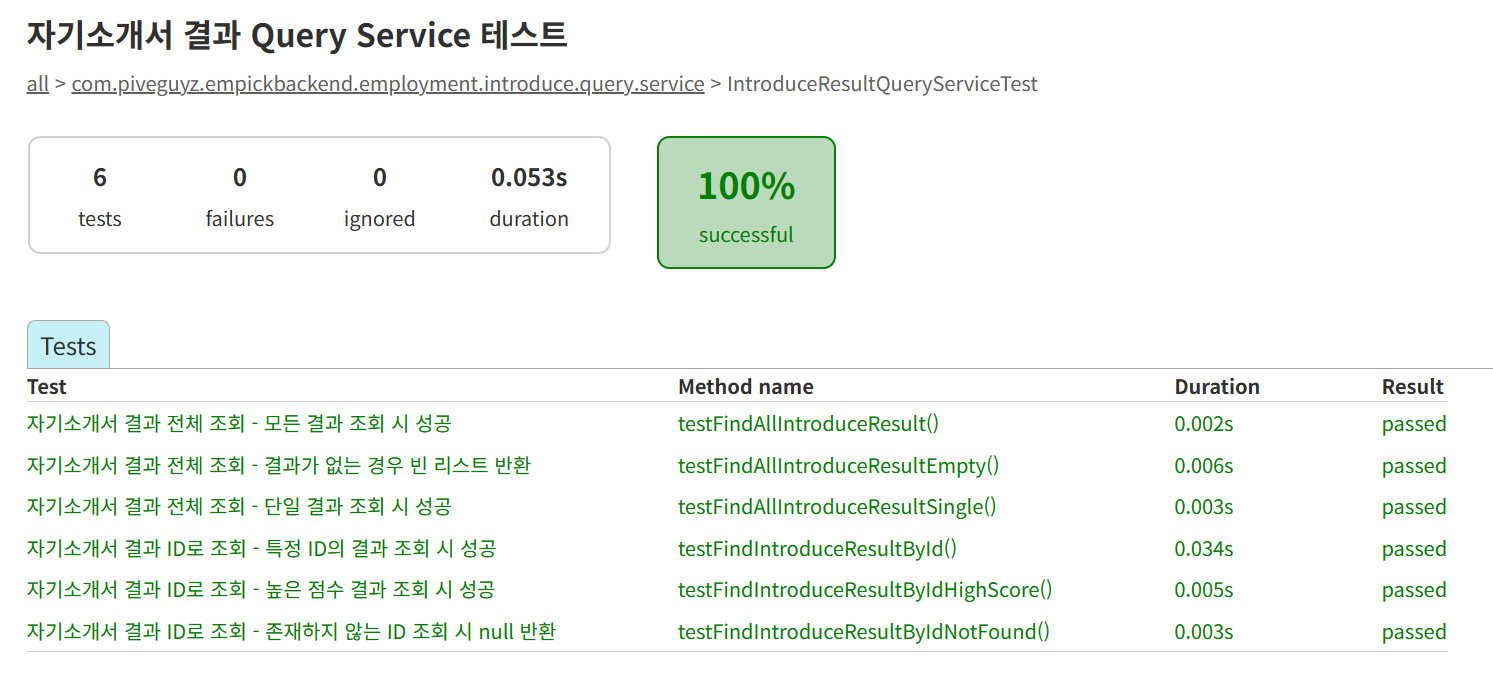 자기소개서 결과 Query Service 테스트
all > com.piveguyz.empickbackend.employment.introduce.query.service > IntroduceResultQueryServiceTest
6 0 0 0.053s
tests failures ignored duration
100%
successful
Tests
Test Method name Duration Result
자기소개서 결과 전체 조회 - 모든 결과 조회 시 성공 testFindAllIntroduceResult() 0.002s passed
자기소개서 결과 전체 조회 - 결과가 없는 경우 빈 리스트 반환 testFindAllIntroduceResultEmpty() 0.006s passed
자기소개서 결과 전체 조회 - 단일 결과 조회 시 성공 testFindAllIntroduceResultSingle() 0.003s passed
자기소개서 결과 ID로 조회 - 특정 ID의 결과 조회 시 성공 testFindIntroduceResultById() 0.034s passed
자기소개서 결과 ID로 조회 - 높은 점수 결과 조회 시 성공 testFindIntroduceResultByIdHighScore() 0.005s passed
자기소개서 결과 ID로 조회 - 존재하지 않는 ID 조회 시 null 반환 testFindIntroduceResultByIdNotFound() 0.003s passed